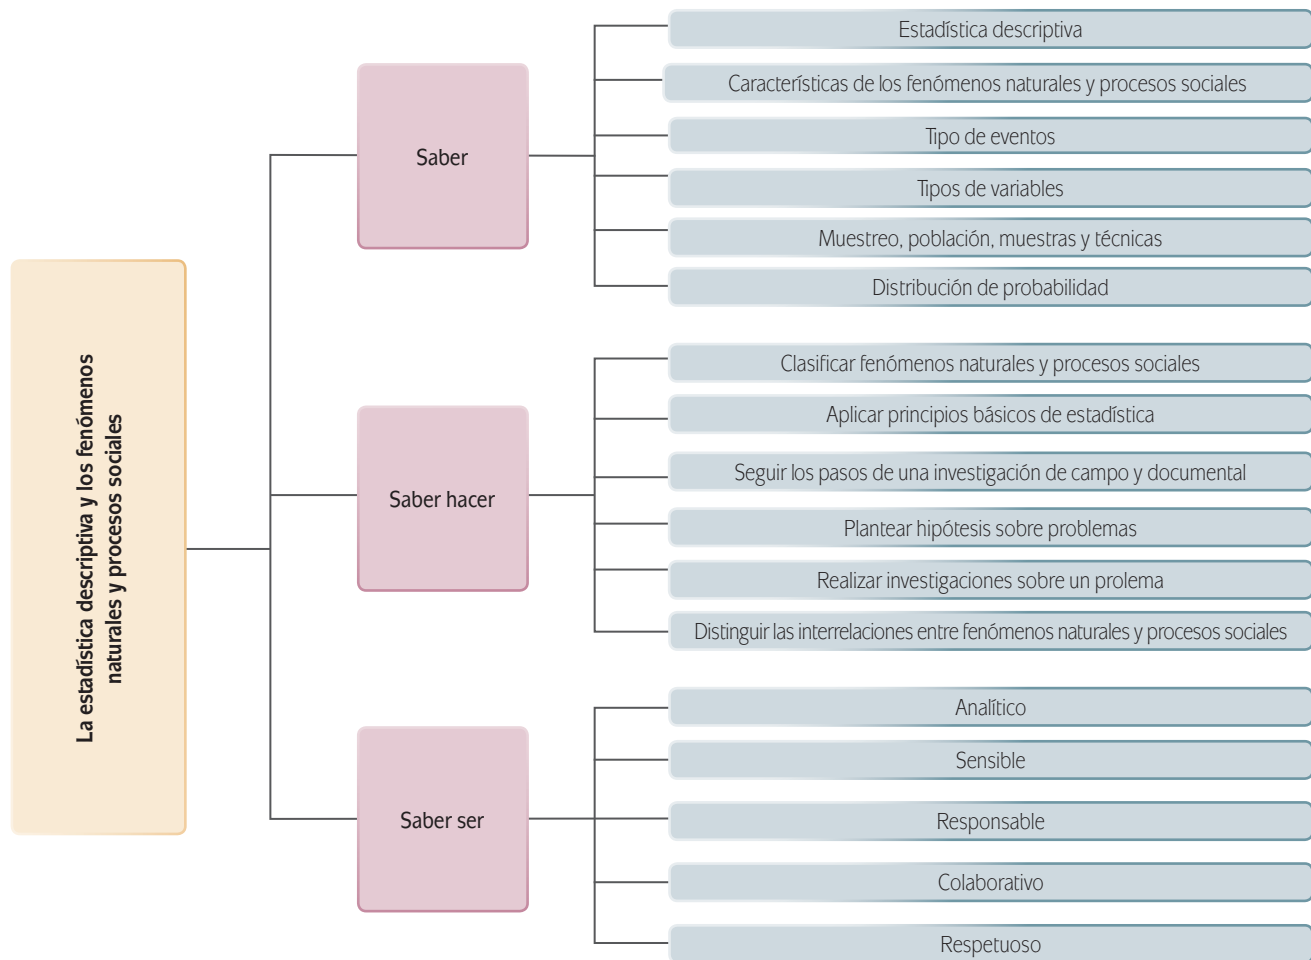 La estadística descriptiva y los fenómenos
naturales y procesos sociales
Saber
Estadística descriptiva
Características de los fenómenos naturales y procesos sociales
Tipo de eventos
Tipos de variables
Muestreo, población, muestras y técnicas
Distribución de probabilidad
Saber hacer
Clasificar fenómenos naturales y procesos sociales
Aplicar principios básicos de estadística
Seguir los pasos de una investigación de campo y documental
Plantear hipótesis sobre problemas
Realizar investigaciones sobre un prolema
Distinguir las interrelaciones entre fenómenos naturales y procesos sociales
Saber ser
Analítico
Sensible
Responsable
Colaborativo
Respetuoso